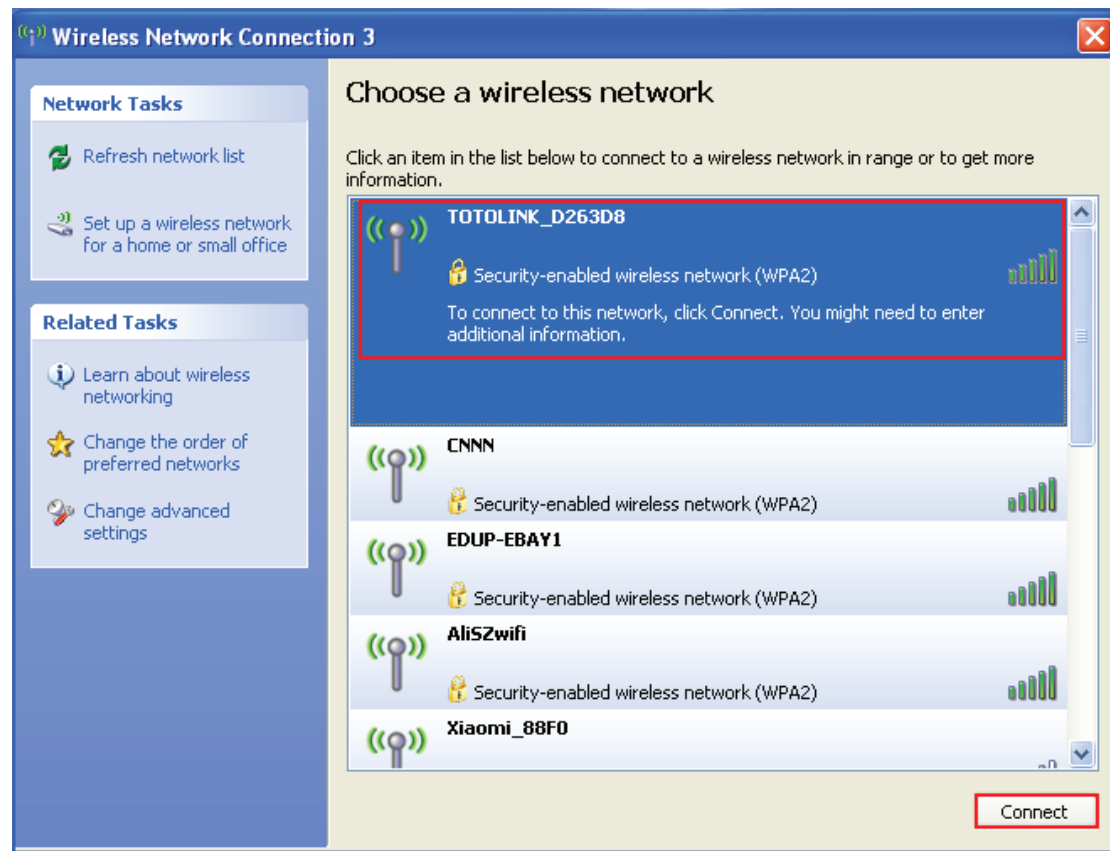 Wireless Network Connection 3
Network Tasks
Refresh network list
Set up a wireless network
for a home or small office
Related Tasks
Learn about wireless
networking
Change the order of
preferred networks
Change advanced
settings
Choose a wireless network
Click an item in the list below to connect to a wireless network in range or to get more
information.
TOTOLINK_D263D8
Security-enabled wireless network (WPA2)
To connect to this network, click Connect. You might need to enter
additional information.
CNNN
Security-enabled wireless network (WPA2)
EDUP-EBAY1
Security-enabled wireless network (WPA2)
AliSZwifi
Security-enabled wireless network (WPA2)
Xiaomi_88F0
Connect